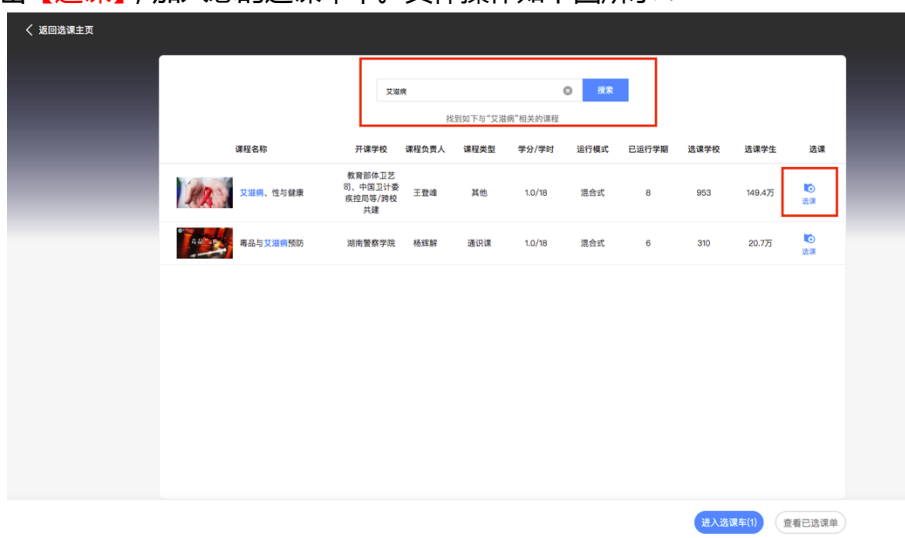 【选课】
返回选课主页
艾滋病
搜索
找到如下与“艾滋病”相关的课程
课程名称 开课学校 课程负责人 课程类型 学分/学时 运行模式 已运行学期 选课学校 选课学生 选课
艾滋病、性与健康 教育部体卫艺司、中国卫计委疾控局等/跨校共建 王登峰 其他 1.0/18 混合式 8 953 149.4万 选课
毒品与艾滋病预防 湖南警察学院 杨辉解 通识课 1.0/18 混合式 6 310 20.7万 选课
进入选课车(1) 查看已选课单